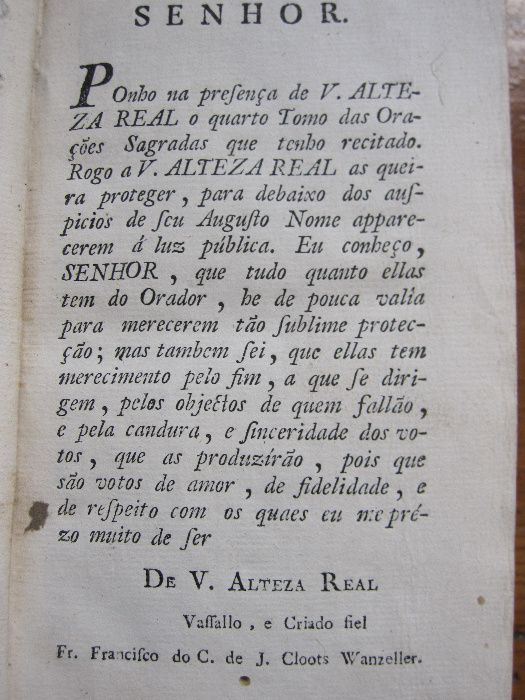 SENHOR.
POnho na preſença de V. ALTE-
ZA REAL o quarto Tomo das Ora-
ções Sagradas que tenho recitado.
Rogo a V. ALTEZA REAL as quei-
ra proteger, para debaixo dos auſ-
picios de ſeu Auguſto Nome appare-
cerem á luz pública. Eu conheço,
SENHOR, que tudo quanto ellas
tem do Orador, he de pouca valîa
para merecerem tão ſublime protec-
ção; mas tambem ſei, que ellas tem
merecimento pelo fim, a que ſe diri-
gem, pelos objectos de quem fallão,
e pela candura, e ſinceridade dos vo-
tos, que as produzírão, pois que
são votos de amor, de fidelidade, e
de reſpeito com os quaes eu me pré-
zo muito de ſer
DE V. ALTEZA REAL
Vaſſallo, e Criado fiel
Fr. Franciſco do C. de J. Cloots Wanzeller.